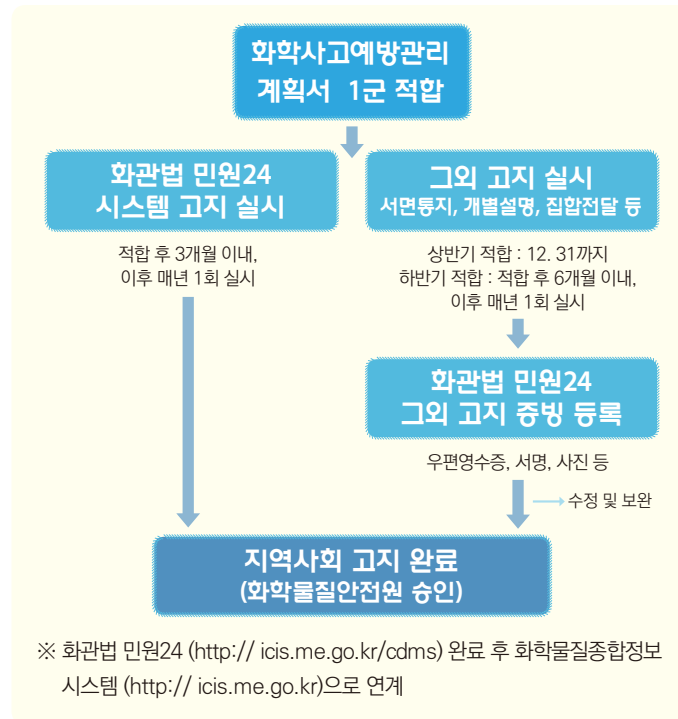 화학사고예방관리
계획서 1군 적합
화관법 민원24
시스템 고지 실시
적합 후 3개월 이내,
이후 매년 1회 실시
그외 고지 실시
서면통지, 개별설명, 집합전달 등
상반기 적합 : 12. 31까지
하반기 적합 : 적합 후 6개월 이내,
이후 매년 1회 실시
화관법 민원24
그외 고지 증빙 등록
우편영수증, 서명, 사진 등
수정 및 보완
지역사회 고지 완료
(화학물질안전원 승인)
※ 화관법 민원24 (http:// icis.me.go.kr/cdms) 완료 후 화학물질종합정보
시스템 (http:// icis.me.go.kr)으로 연계